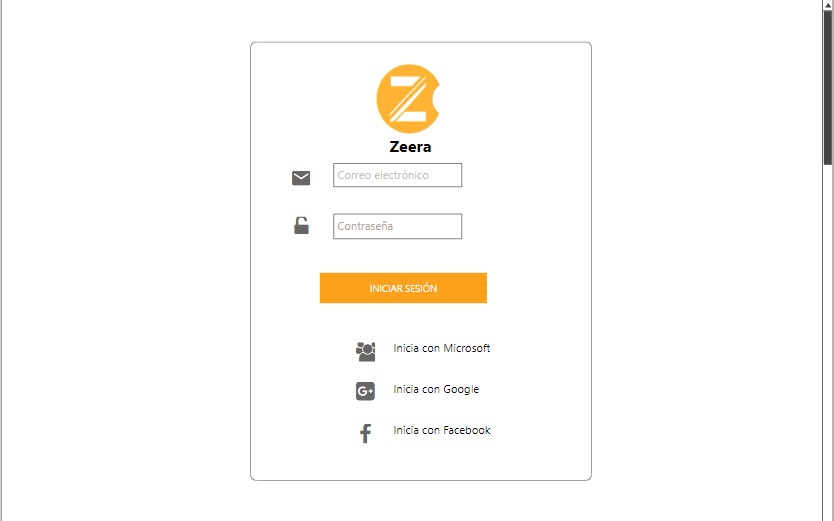 Z
Zeera
Correo electrónico
Contraseña
INICIAR SESIÓN
Inicia con Microsoft
G+
Inicia con Google
f
Inicia con Facebook